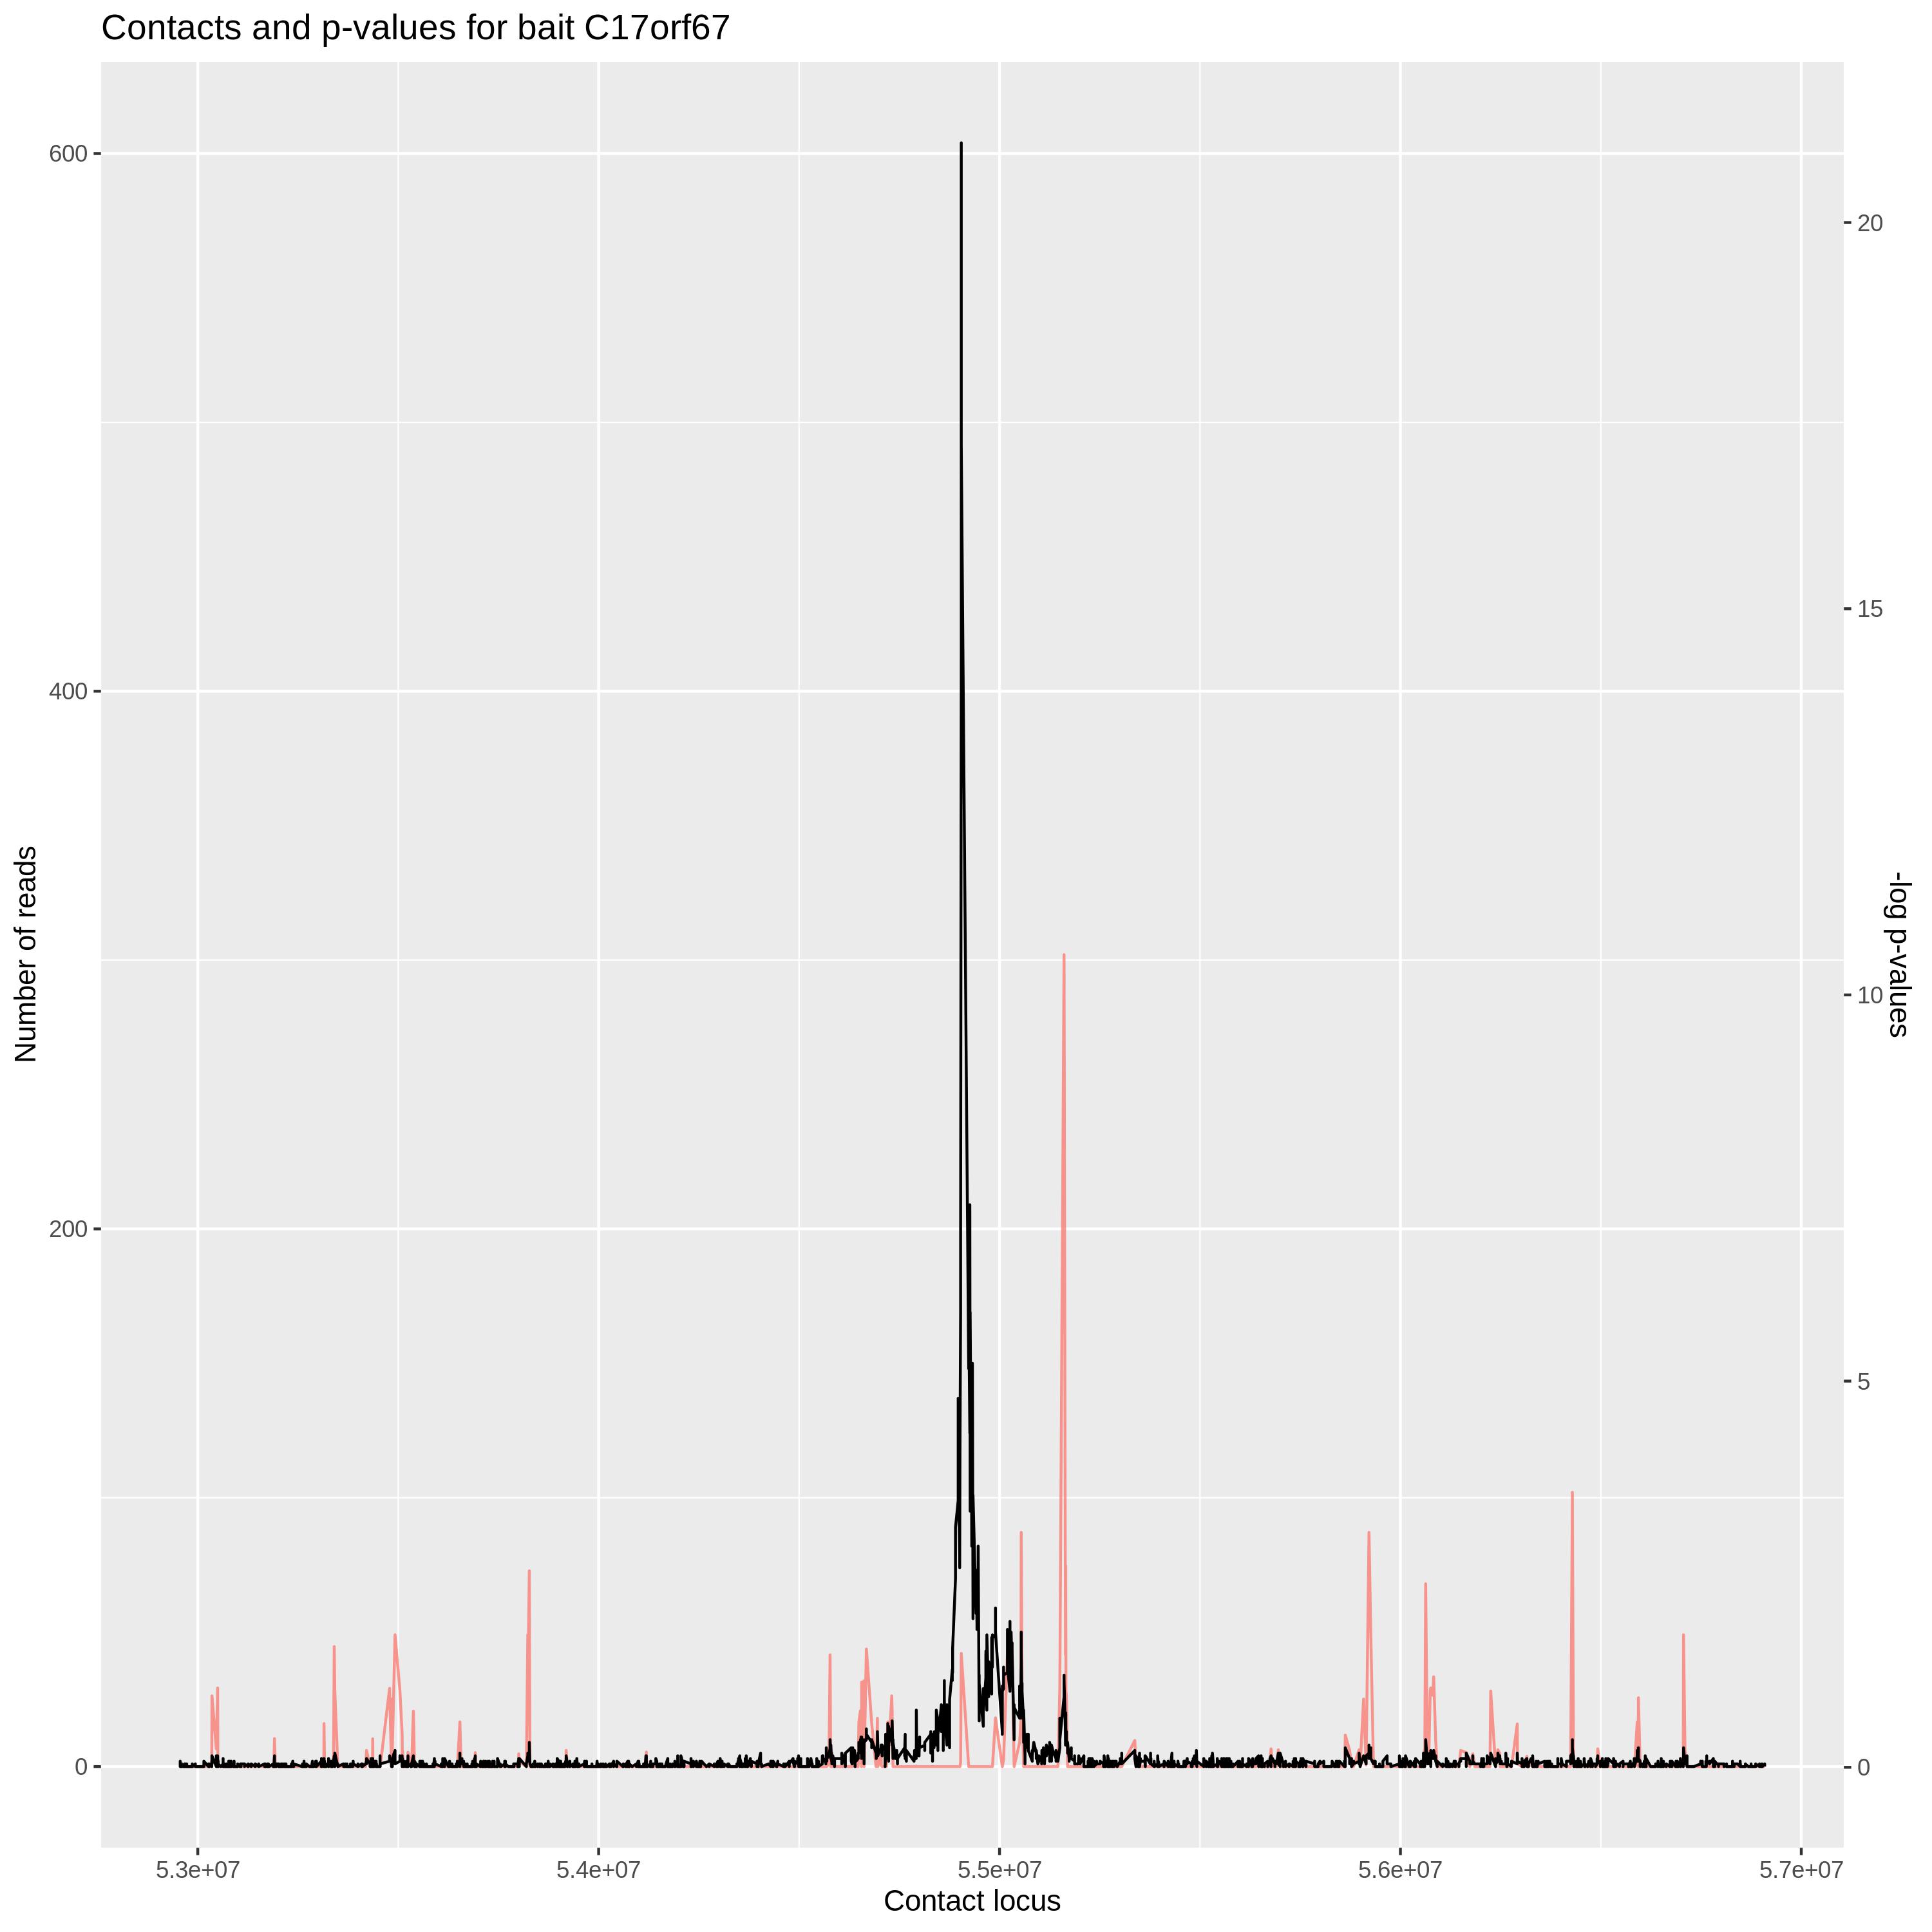 Contacts and p-values for bait C17orf67
600
400
200
0
Number of reads
20
15
10
5
0
-log p-values
5.3e+07
5.4e+07
5.5e+07
5.6e+07
5.7e+07
Contact locus